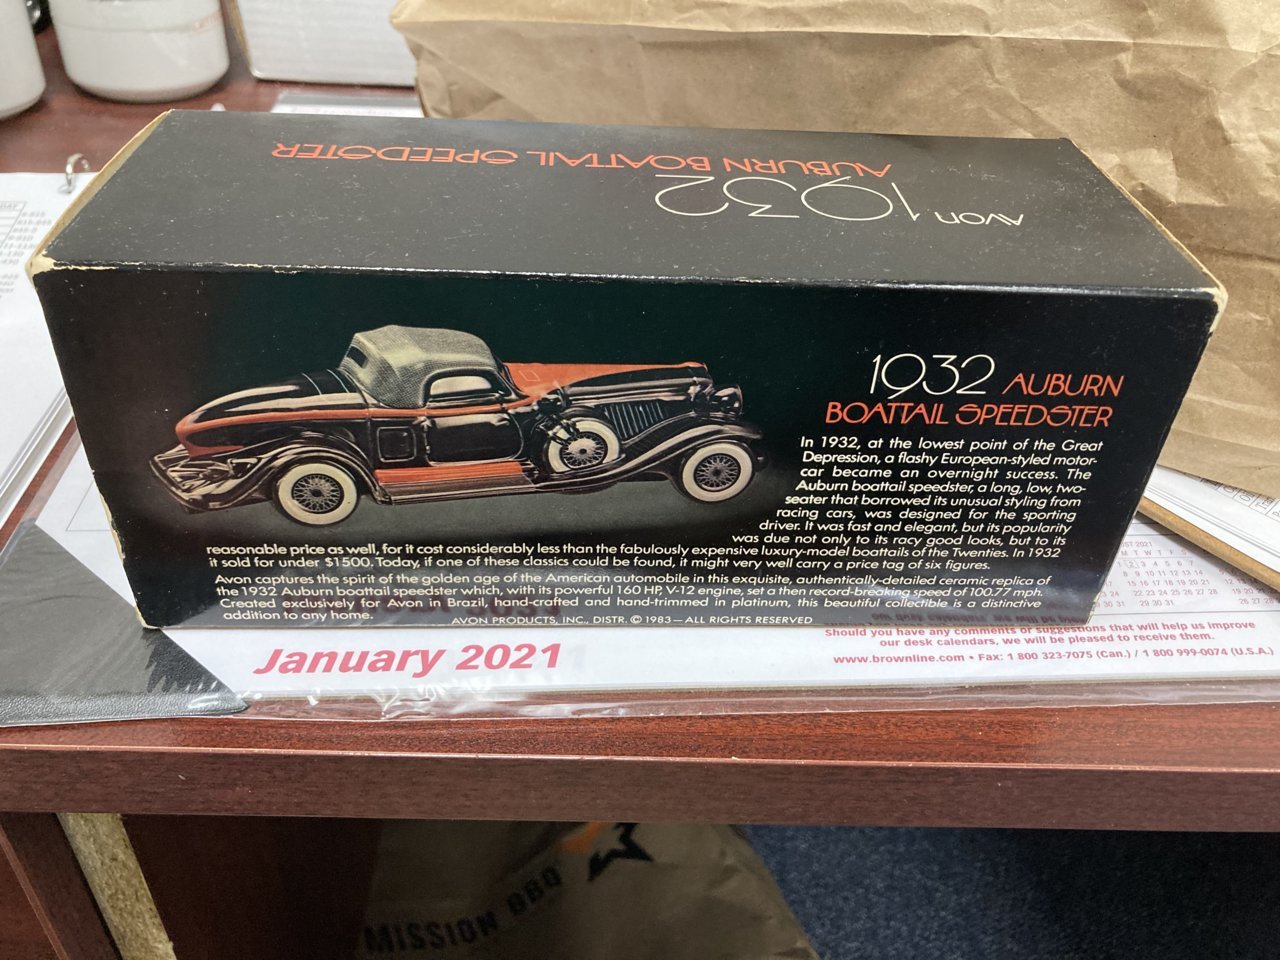 AVON 1932
AUBURN BOATTAIL SPEEDSTER
1932 AUBURN
BOATTAIL SPEEDSTER
In 1932, at the lowest point of the Great
Depression, a flashy European-styled motor-
car became an overnight success. The
Auburn boattail speedster, a long, low, two-
seater that borrowed its unusual styling from
racing cars, was designed for the sporting
driver. It was fast and elegant, but its popularity
was due not only to its racy good looks, but to its
reasonable price as well, for it cost considerably less than the fabulously expensive luxury-model boattails of the Twenties. In 1932
it sold for under $1500. Today, if one of these classics could be found, it might very well carry a price tag of six figures.
Avon captures the spirit of the golden age of the American automobile in this exquisite, authentically-detailed ceramic replica of
the 1932 Auburn boattail speedster which, with its powerful 160 HP, V-12 engine, set a then record-breaking speed of 100.77 mph.
Created exclusively for Avon in Brazil, hand-crafted and hand-trimmed in platinum, this beautiful collectible is a distinctive
addition to any home.
AVON PRODUCTS, INC., DISTR. © 1983—ALL RIGHTS RESERVED
January 2021
Should you have any comments or suggestions that will help us improve
our desk calendars, we will be pleased to receive them.
www.brownline.com • Fax: 1 800 323-7075 (Can.) / 1 800 999-0074 (U.S.A.)
MISSION BBQ